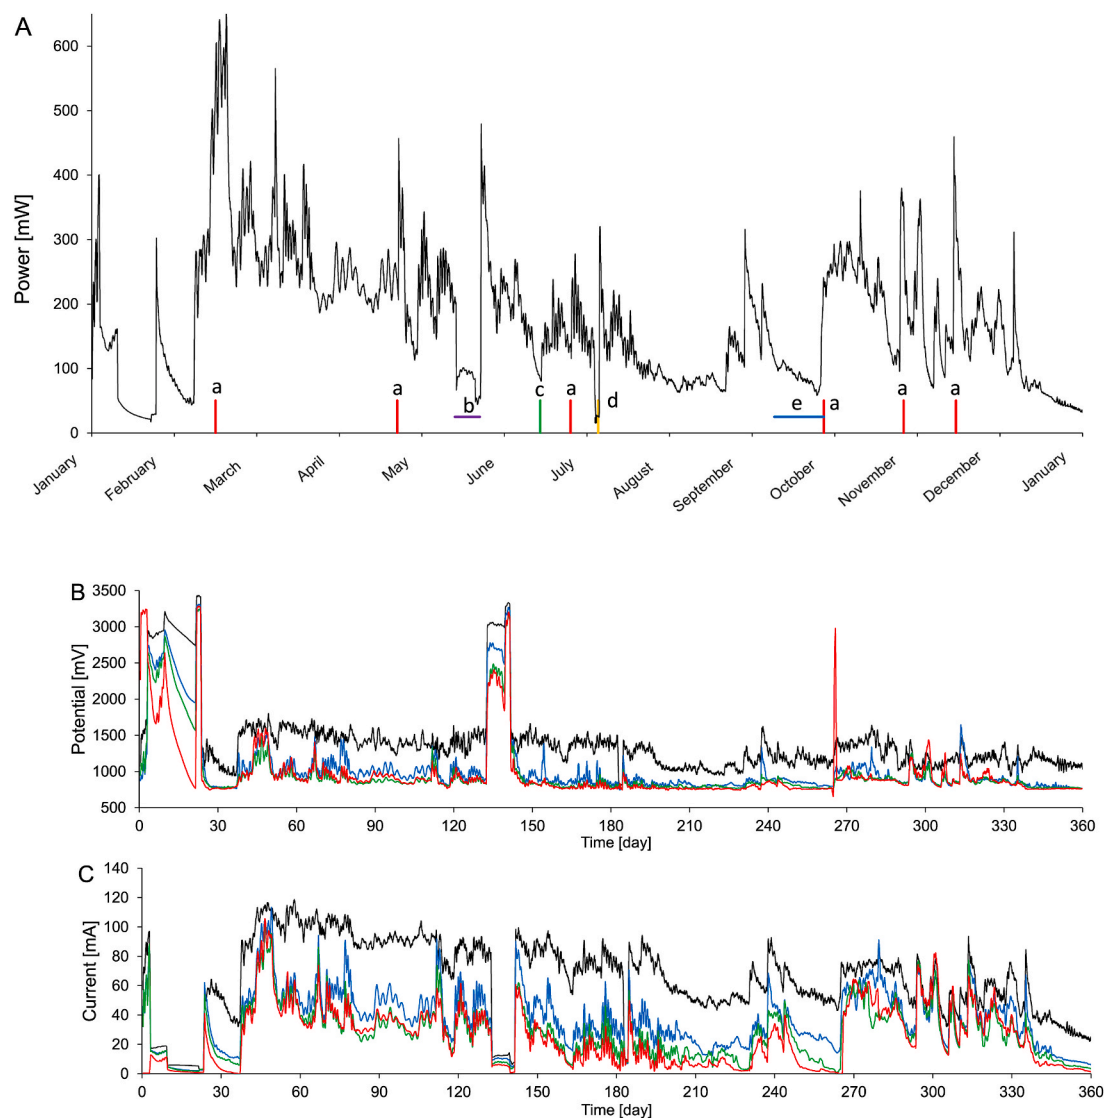 A
Power [mW]
600
500
400
300
200
100
0
a
a
b
c
a
d
e
a
a
a
January
February
March
April
May
June
July
August
September
October
November
December
January
B
Potential [mV]
3500
3000
2500
2000
1500
1000
500
0
30
60
90
120
150
180
210
240
270
300
330
360
Time [day]
C
Current [mA]
140
120
100
80
60
40
20
0
0
30
60
90
120
150
180
210
240
270
300
330
360
Time [day]